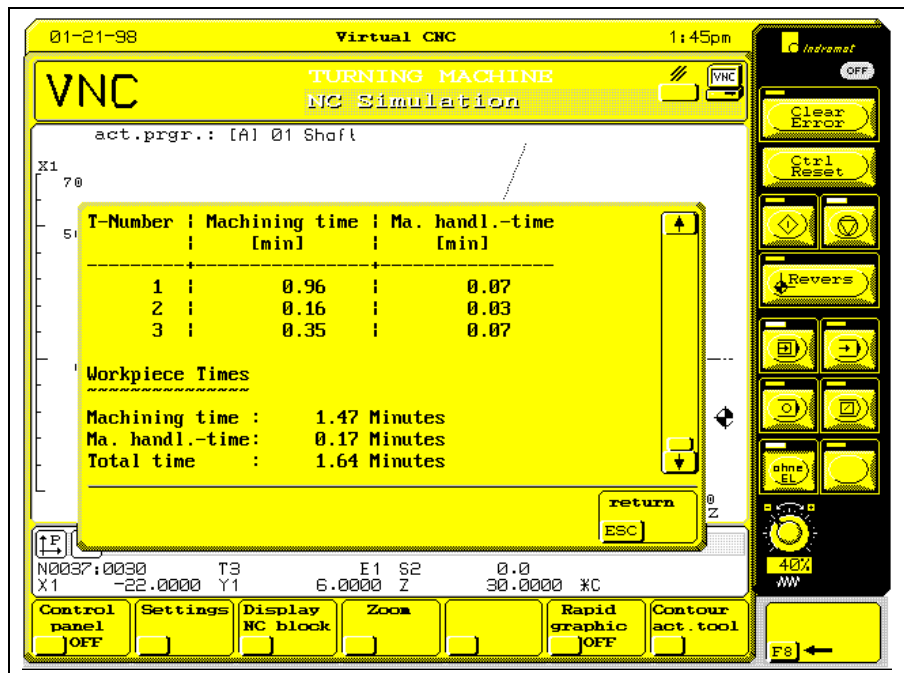 01-21-98 Virtual CNC 1:45pm
Indramat
OFF
VNC
TURNING MACHINE
NC Simulation
VNC
Clear
Error
act.prgr.: [A] 01 Shaft
Ctrl
Reset
X1
70
T-Number ¦ Machining time ¦ Ma. handl.-time
¦ [min] ¦ [min]
1 ¦ 0.96 ¦ 0.07
2 ¦ 0.16 ¦ 0.03
3 ¦ 0.35 ¦ 0.07
Revers
Workpiece Times
Machining time : 1.47 Minutes
Ma. handl.-time: 0.17 Minutes
Total time : 1.64 Minutes
ohne
EL
return
ESC
Z
P
N0037:0030 T3 E1 S2 0.0
X1 -22.0000 Y1 6.0000 Z 30.0000 *C
40%
Control
panel
OFF
Settings
Display
NC block
Zoom
Rapid
graphic
OFF
Contour
act.tool
F8